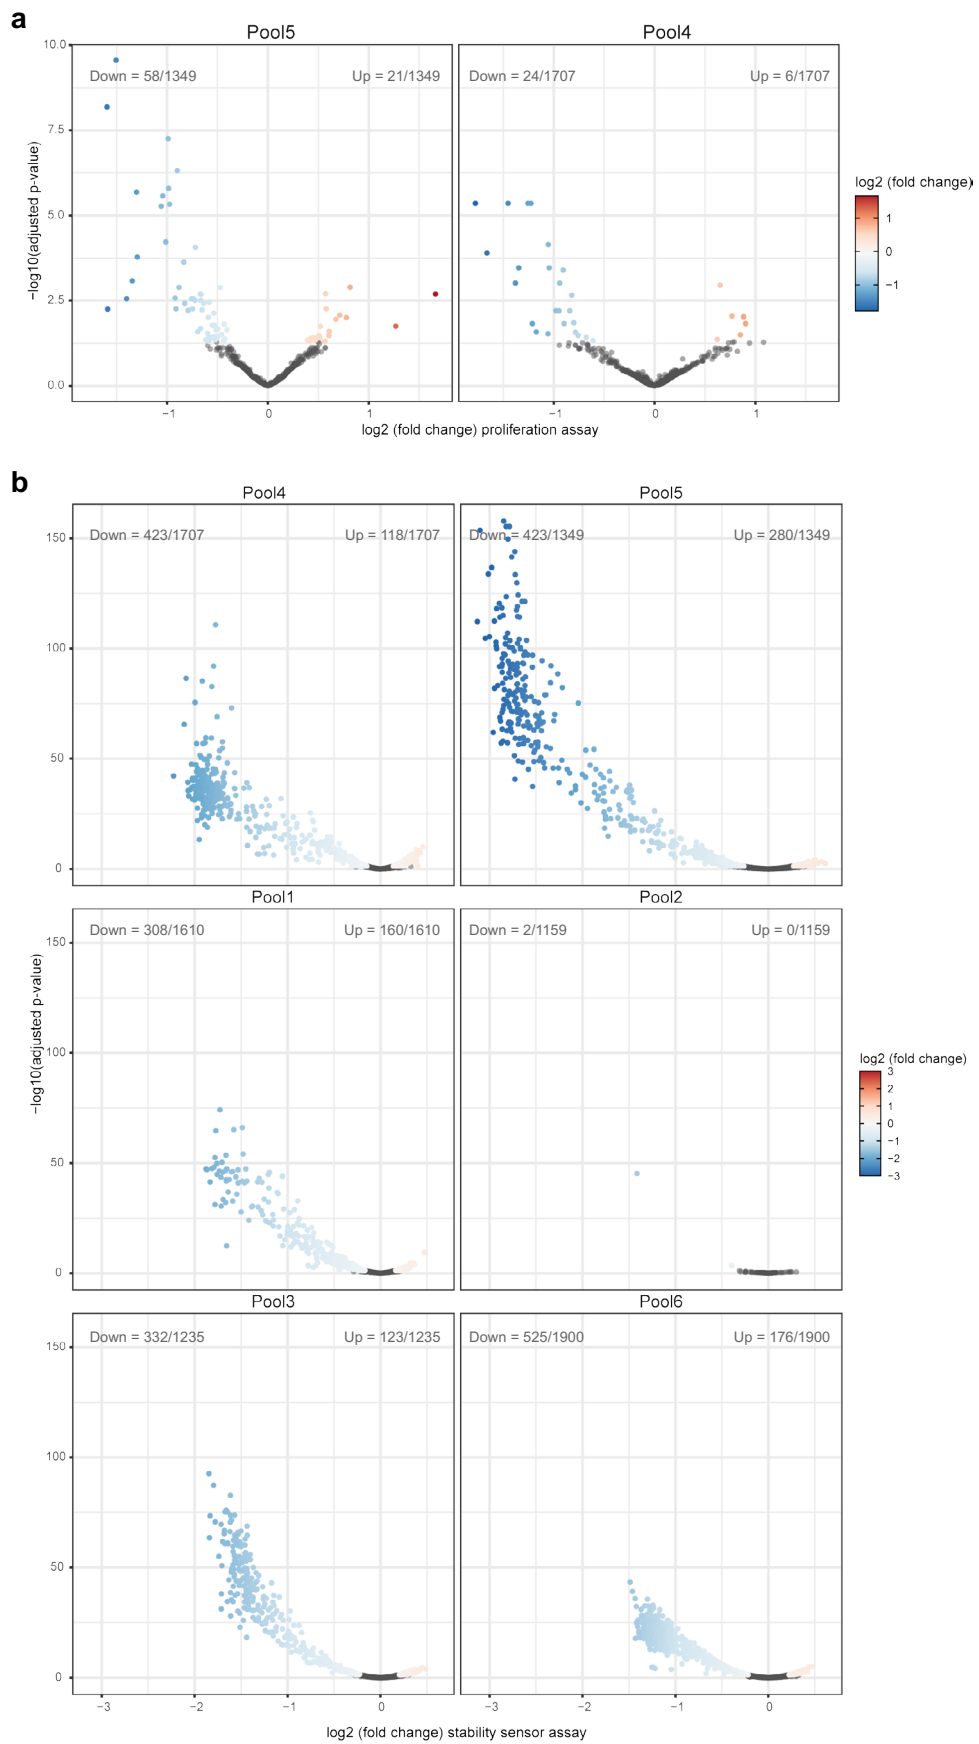 a
Pool5
Pool4
10.0
7.5
5.0
2.5
0.0
−log10(adjusted p-value)
Down = 58/1349
Up = 21/1349
Down = 24/1707
Up = 6/1707
−1
0
1
−1
0
1
log2 (fold change) proliferation assay
log2 (fold change)
1
0
−1
b
Pool4
Pool5
Down = 423/1707
Up = 118/1707
Down = 423/1349
Up = 280/1349
150
100
50
0
Pool1
Pool2
Down = 308/1610
Up = 160/1610
Down = 2/1159
Up = 0/1159
150
100
50
0
−log10(adjusted p-value)
log2 (fold change)
3
2
1
0
−1
−2
−3
Pool3
Pool6
Down = 332/1235
Up = 123/1235
Down = 525/1900
Up = 176/1900
150
100
50
0
−3
−2
−1
0
−3
−2
−1
0
log2 (fold change) stability sensor assay